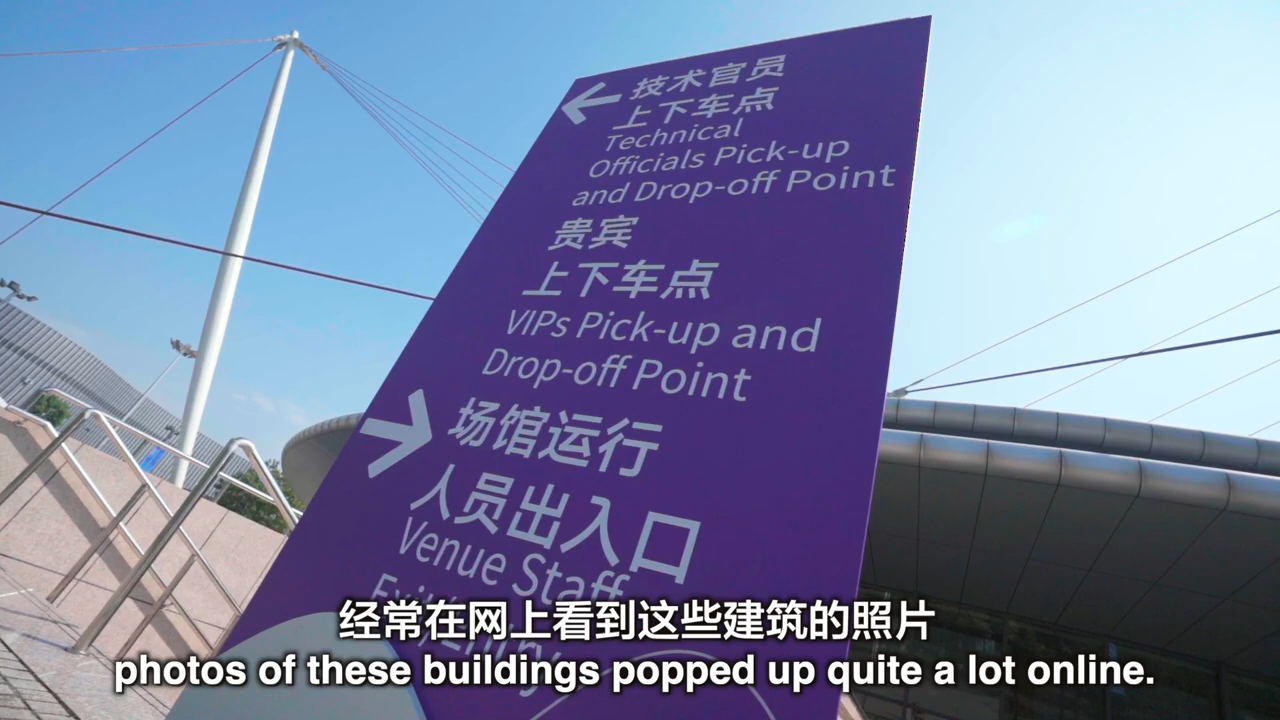 技术官员
上下车点
Technical
Officials Pick-up
and Drop-off Point
贵宾
上下车点
VIPs Pick-up and
Drop-off Point
场馆运行
人员出入口
Venue Staff
Exit/Entry
经常在网上看到这些建筑的照片
photos of these buildings popped up quite a lot online.